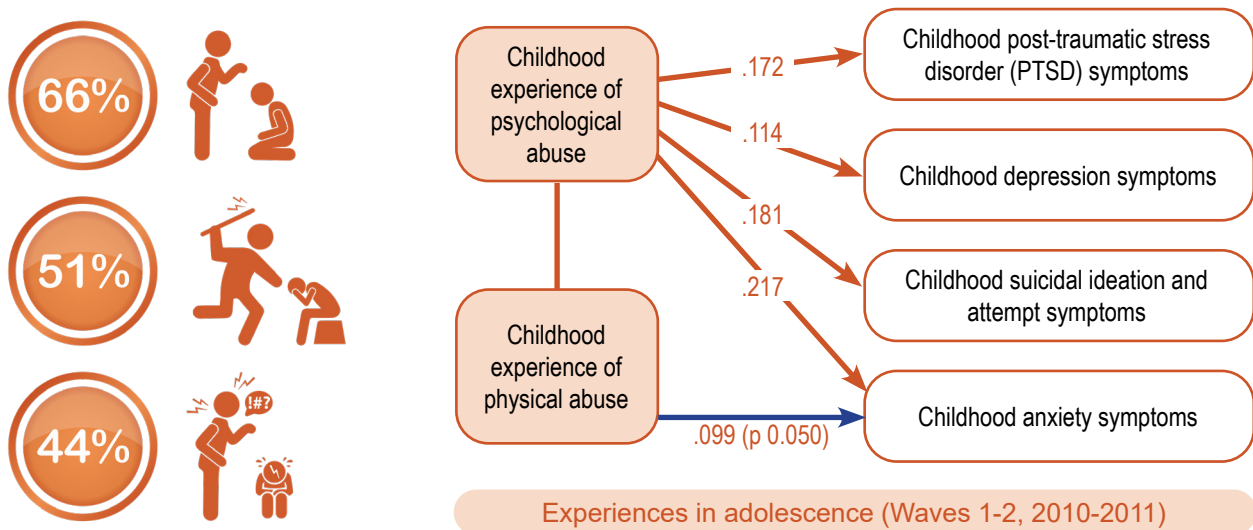 66%
51%
!#?
44%
Childhood
experience of
psychological
abuse
Childhood
experience of
physical abuse
.172
.114
.181
.217
.099 (p 0.050)
Childhood post-traumatic stress
disorder (PTSD) symptoms
Childhood depression symptoms
Childhood suicidal ideation and
attempt symptoms
Childhood anxiety symptoms
Experiences in adolescence (Waves 1-2, 2010-2011)